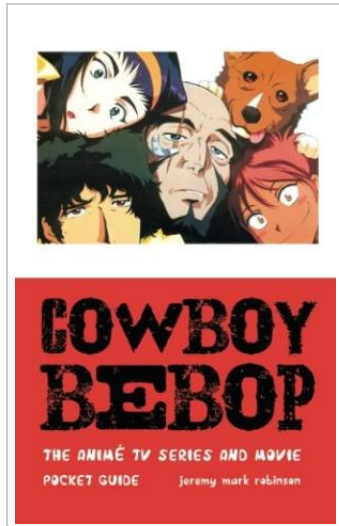 COWBOY
BEBOP
THE ANIMÉ TV SERIES AND MOVIE
POCKET GUIDE jeremy mark robinson